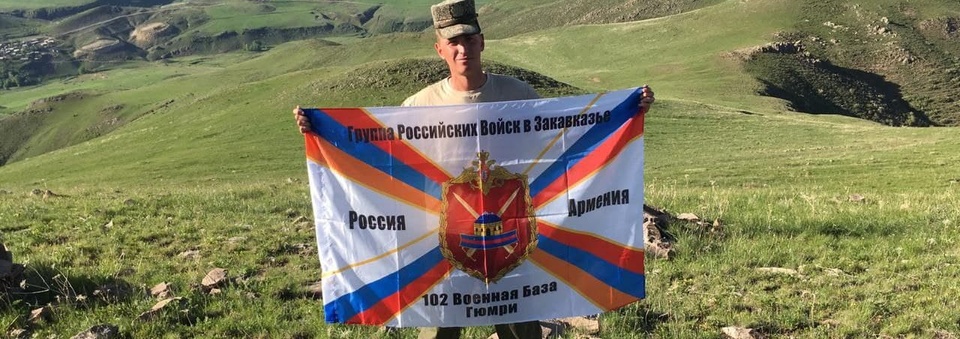 Группа Российских Войск в Закавказье
Россия
Армения
102 Военная База
Гюмри